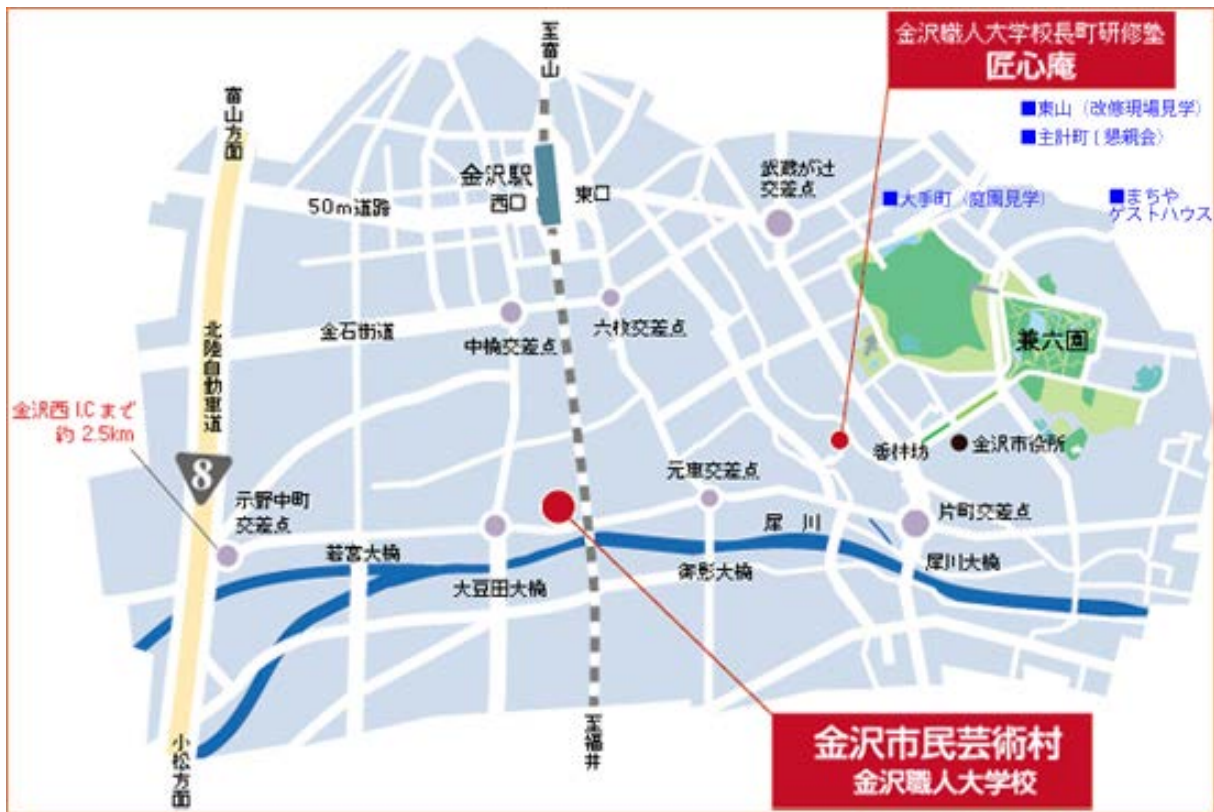 金沢職人大学校長町研修塾
匠心庵
■東山（改修現場見学）
■主計町［懇親会）
■大手町（庭園見学）
■まちや
ゲストハウス
至富山
富山方面
金沢駅
西口
東口
武蔵が辻
交差点
50m道路
金石街道
中橋交差点
六枚交差点
兼六園
北陸自動車道
金沢西 I.C まで
約 2.5km
8
香林坊
金沢市役所
元車交差点
示野中町
交差点
片町交差点
犀 川
若宮大橋
大豆田大橋
御影大橋
犀川大橋
小松方面
至福井
金沢市民芸術村
金沢職人大学校